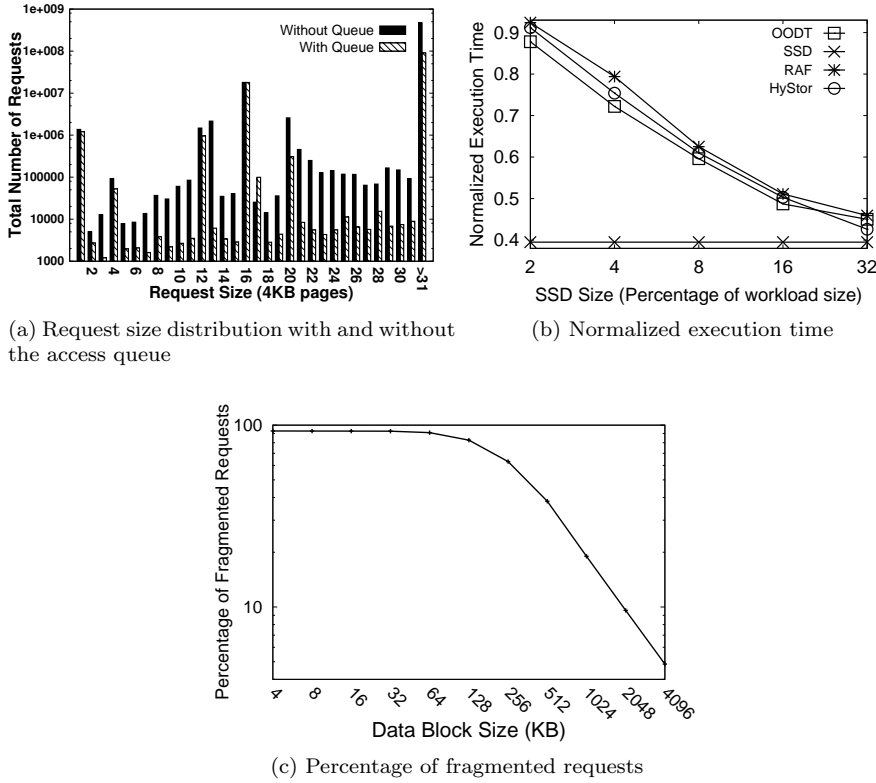 Total Number of Requests
1e+009
1e+008
1e+007
1e+006
100000
10000
1000
Without Queue
With Queue
2 4 6 8 10 12 14 16 18 20 22 24 26 28 30 >31
Request Size (4KB pages)
(a) Request size distribution with and without
the access queue
Normalized Execution Time
0.9
0.8
0.7
0.6
0.5
0.4
OODT
SSD
RAF
HyStor
2 4 8 16 32
SSD Size (Percentage of workload size)
(b) Normalized execution time
Percentage of Fragmented Requests
100
10
4 8 16 32 64 128 256 512 1024 2048 4096
Data Block Size (KB)
(c) Percentage of fragmented requests